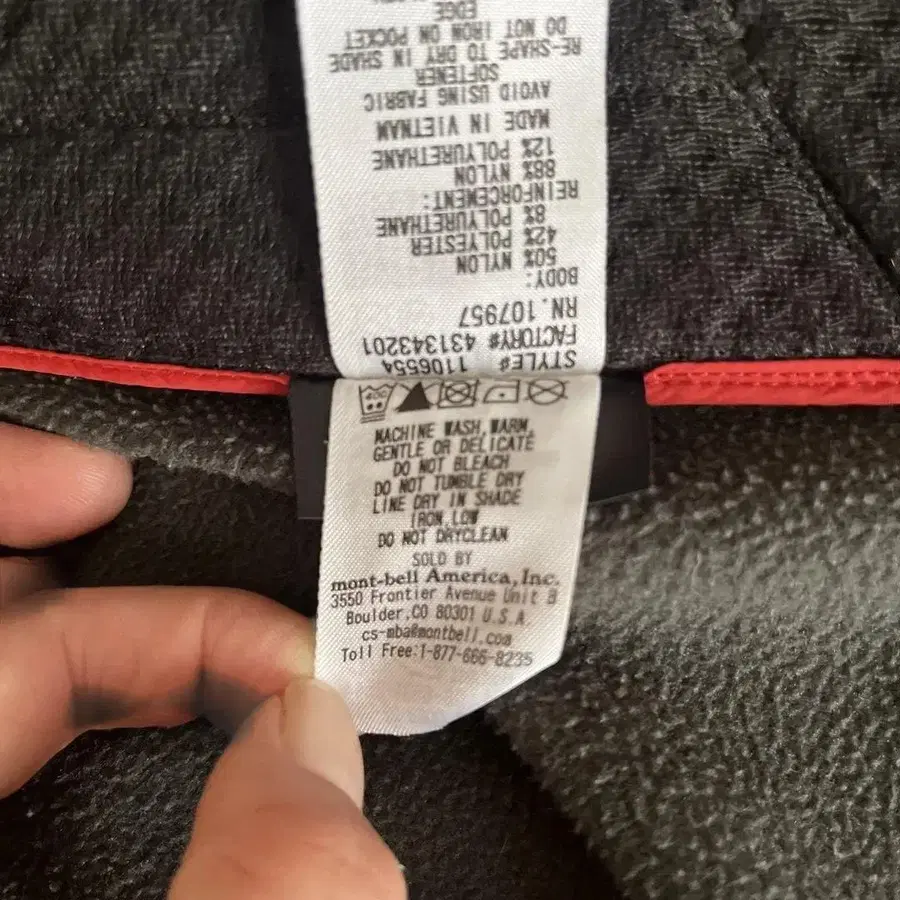 STYLE# 1106554
FACTORY# 431343201
RN. 107957
BODY:
50% NYLON
42% POLYESTER
8% POLYURETHANE
REINFORCEMENT:
88% NYLON
12% POLYURETHANE
MADE IN VIETNAM
AVOID USING FABRIC
SOFTENER
RE-SHAPE TO DRY IN SHADE
DO NOT IRON ON POCKET
EDGE
MACHINE WASH, WARM,
GENTLE OR DELICATE
DO NOT BLEACH
DO NOT TUMBLE DRY
LINE DRY IN SHADE
IRON, LOW
DO NOT DRYCLEAN
SOLD BY
mont-bell America, Inc.
3550 Frontier Avenue Unit B
Boulder, CO 80301 U.S.A.
cs-mba@montbell.com
Toll Free:1-877-666-8235